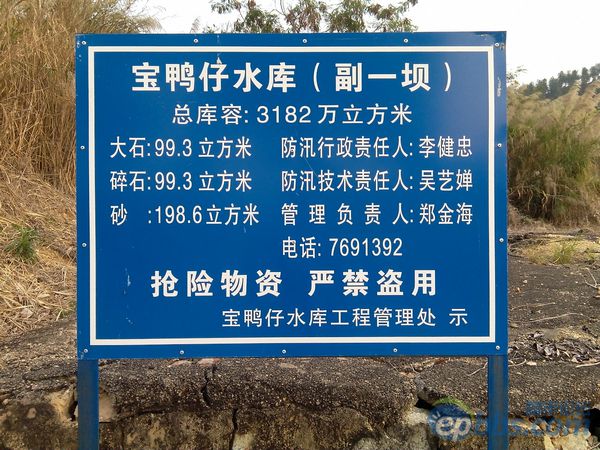 宝鸭仔水库（副一坝）
总库容: 3182 万立方米
大石: 99.3 立方米 防汛行政责任人: 李健忠
碎石: 99.3 立方米 防汛技术责任人: 吴艺婵
砂 : 198.6 立方米 管理负责人: 郑金海
电话: 7691392
抢险物资 严禁盗用
宝鸭仔水库工程管理处 示